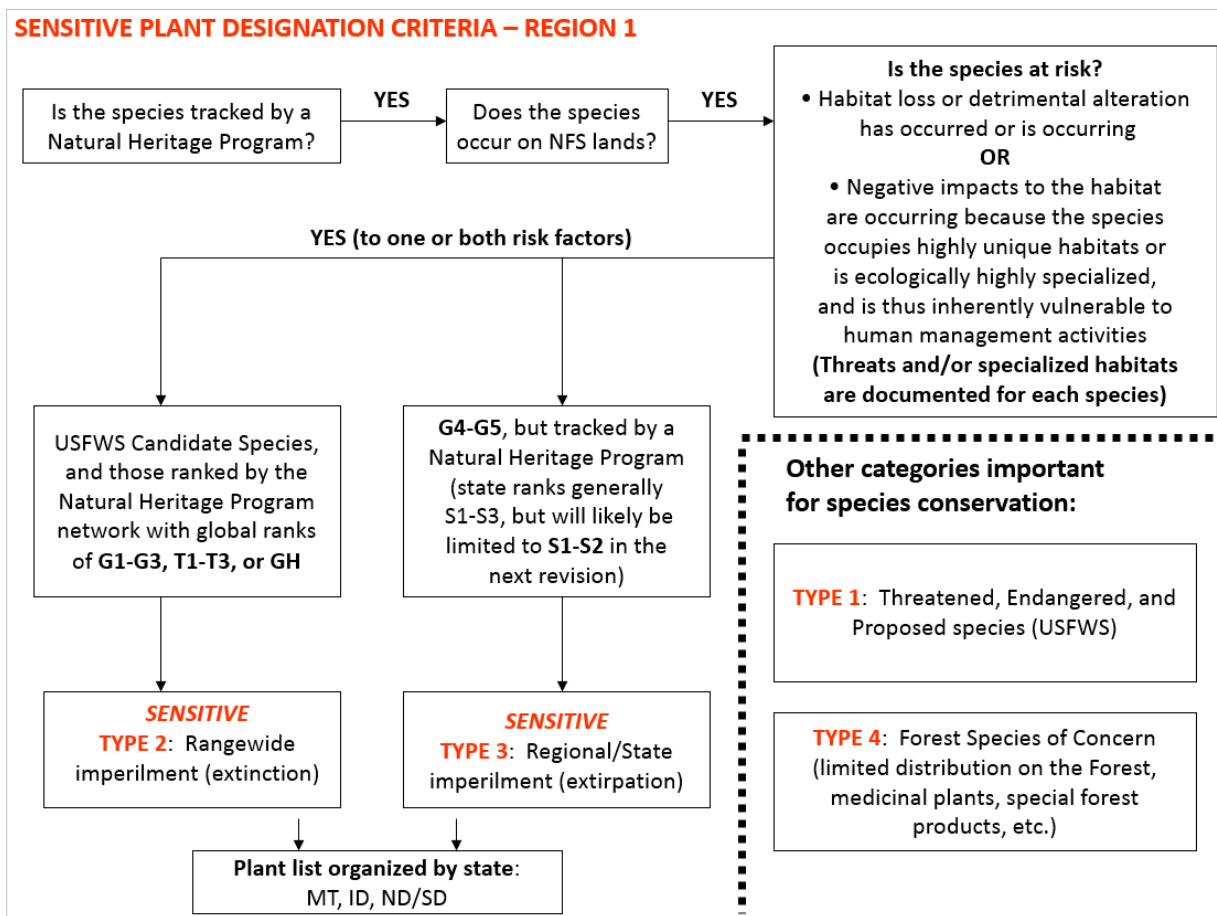 SENSITIVE PLANT DESIGNATION CRITERIA – REGION 1
Is the species tracked by a
Natural Heritage Program?
YES
Does the species
occur on NFS lands?
YES
Is the species at risk?
• Habitat loss or detrimental alteration
has occurred or is occurring
OR
• Negative impacts to the habitat
are occurring because the species
occupies highly unique habitats or
is ecologically highly specialized,
and is thus inherently vulnerable to
human management activities
(Threats and/or specialized habitats
are documented for each species)
YES (to one or both risk factors)
USFWS Candidate Species,
and those ranked by the
Natural Heritage Program
network with global ranks
of G1-G3, T1-T3, or GH
G4-G5, but tracked by a
Natural Heritage Program
(state ranks generally
S1-S3, but will likely be
limited to S1-S2 in the
next revision)
SENSITIVE
TYPE 2: Rangewide
imperilment (extinction)
SENSITIVE
TYPE 3: Regional/State
imperilment (extirpation)
Plant list organized by state:
MT, ID, ND/SD
Other categories important
for species conservation:
TYPE 1: Threatened, Endangered, and
Proposed species (USFWS)
TYPE 4: Forest Species of Concern
(limited distribution on the Forest,
medicinal plants, special forest
products, etc.)